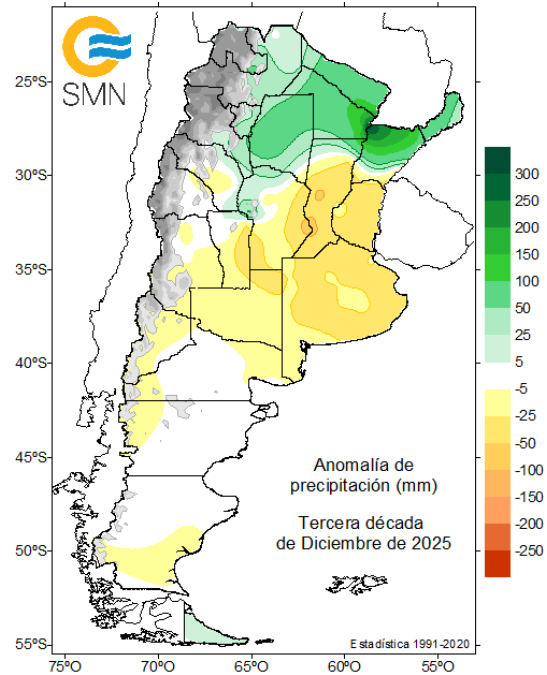 SMN
25°S
30°S
35°S
40°S
45°S
50°S
55°S
75°O
70°O
65°O
60°O
55°O
300
250
200
150
100
50
25
5
-5
-25
-50
-100
-150
-200
-250
Anomalía de
precipitación (mm)
Tercera década
de Diciembre de 2025
Estadística 1991-2020